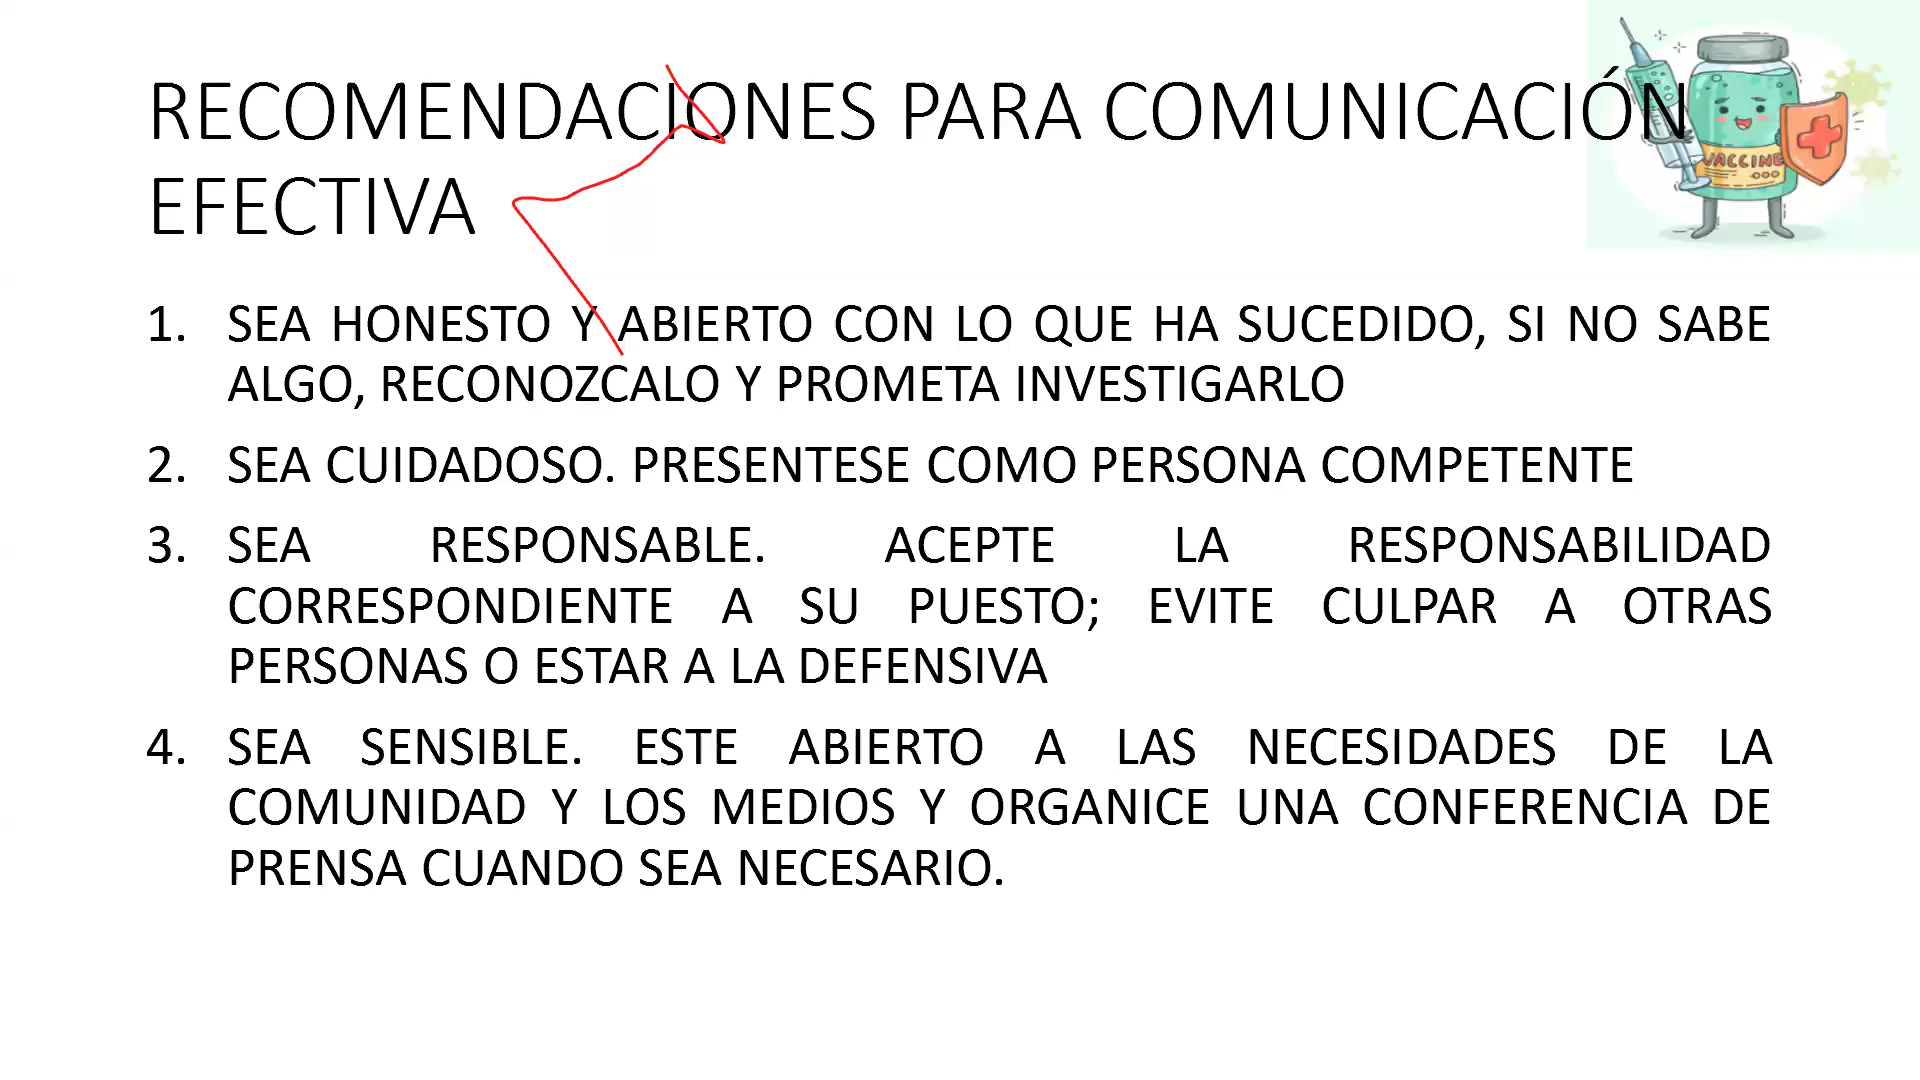 RECOMENDACIONES PARA COMUNICACIÓN
EFECTIVA
VACCINE
1. SEA HONESTO Y ABIERTO CON LO QUE HA SUCEDIDO, SI NO SABE
ALGO, RECONOZCALO Y PROMETA INVESTIGARLO
2. SEA CUIDADOSO. PRESENTESE COMO PERSONA COMPETENTE
3. SEA RESPONSABLE. ACEPTE LA RESPONSABILIDAD
CORRESPONDIENTE A SU PUESTO; EVITE CULPAR A OTRAS
PERSONAS O ESTAR A LA DEFENSIVA
4. SEA SENSIBLE. ESTE ABIERTO A LAS NECESIDADES DE LA
COMUNIDAD Y LOS MEDIOS Y ORGANICE UNA CONFERENCIA DE
PRENSA CUANDO SEA NECESARIO.